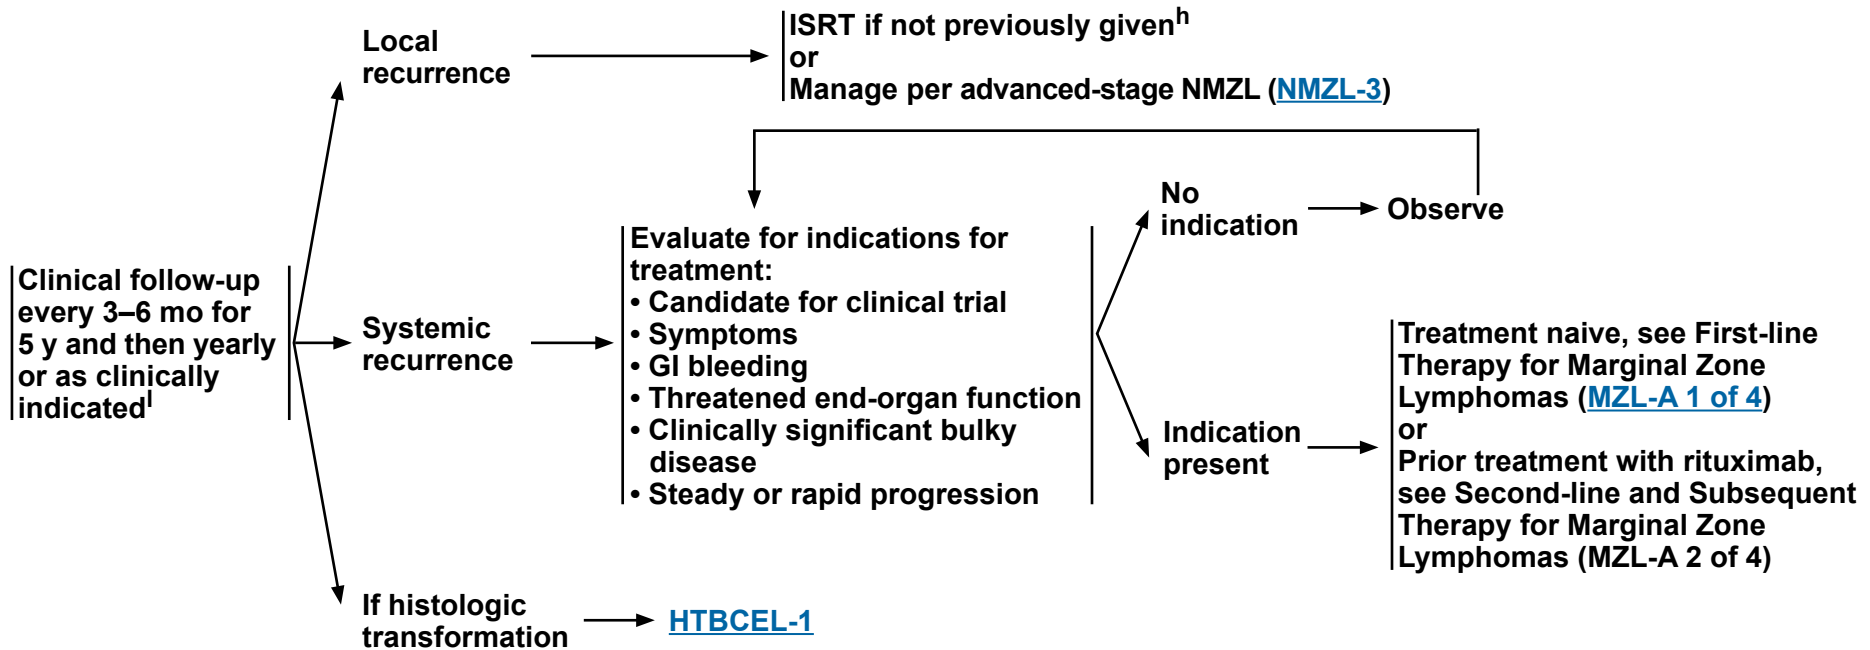 Clinical follow-up
every 3–6 mo for
5 y and then yearly
or as clinically
indicatedˡ
Local
recurrence
ISRT if not previously givenʰ
or
Manage per advanced-stage NMZL (NMZL-3)
Systemic
recurrence
Evaluate for indications for
treatment:
• Candidate for clinical trial
• Symptoms
• GI bleeding
• Threatened end-organ function
• Clinically significant bulky
disease
• Steady or rapid progression
No
indication
Observe
Indication
present
Treatment naive, see First-line
Therapy for Marginal Zone
Lymphomas (MZL-A 1 of 4)
or
Prior treatment with rituximab,
see Second-line and Subsequent
Therapy for Marginal Zone
Lymphomas (MZL-A 2 of 4)
If histologic
transformation
HTBCEL-1